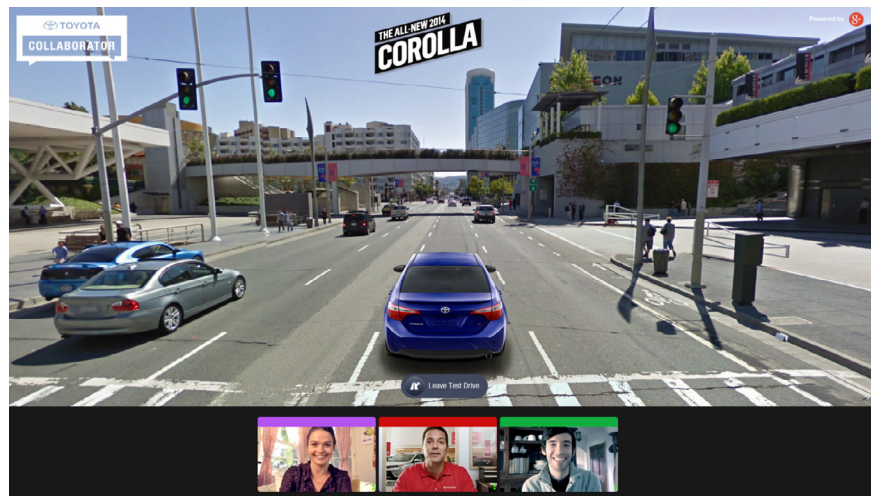 TOYOTA
COLLABORATOR
THE ALL-NEW 2014
COROLLA
Powered by
g+
Leave Test Drive